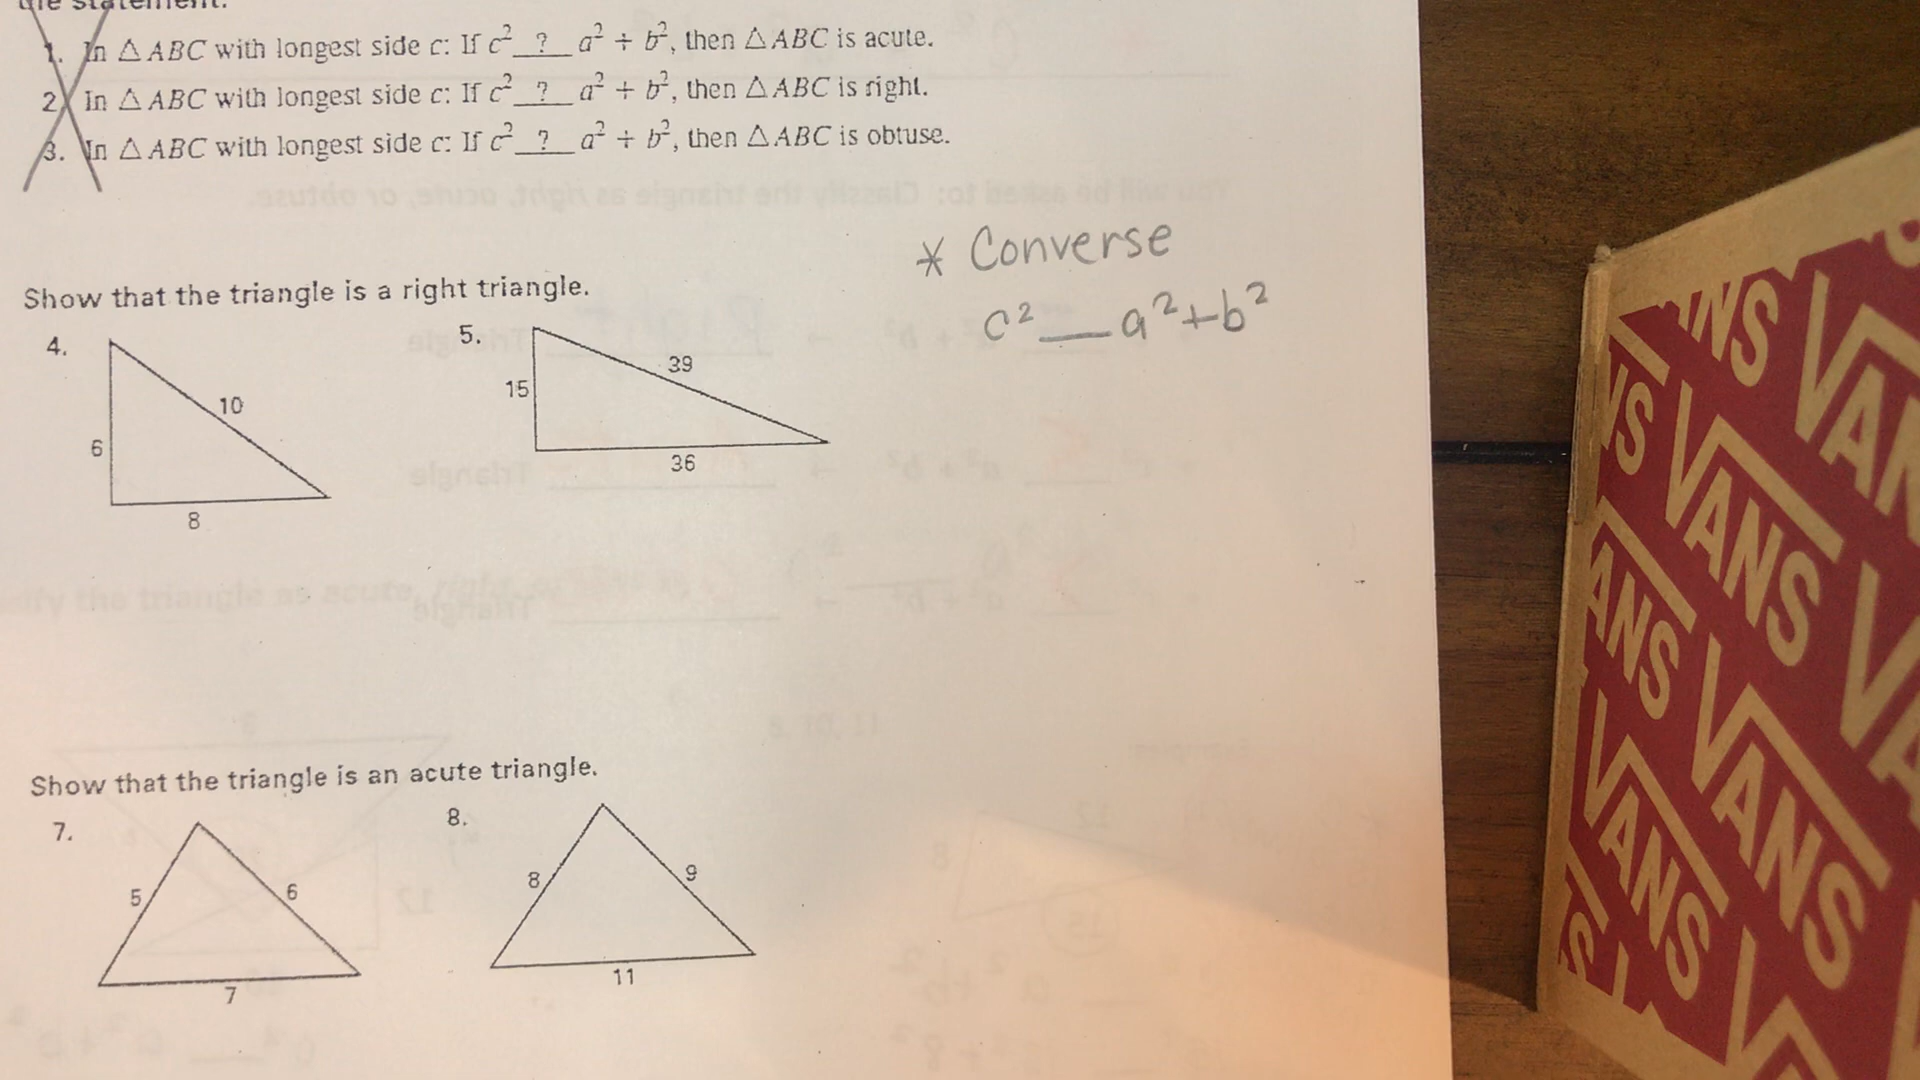 the statement.
1. In △ABC with longest side c: If c² ? a² + b², then △ABC is acute.
2. In △ABC with longest side c: If c² ? a² + b², then △ABC is right.
3. In △ABC with longest side c: If c² ? a² + b², then △ABC is obtuse.
* Converse
c² __ a²+b²
Show that the triangle is a right triangle.
4.
10
6
8
5.
39
15
36
Show that the triangle is an acute triangle.
7.
5
6
7
8.
8
9
11
VANS
VANS
VANS
VANS
VANS